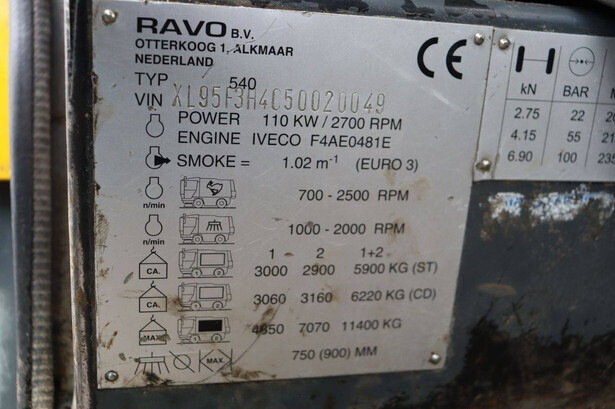 RAVO B.V.
OTTERKOOG 1, ALKMAAR
NEDERLAND
CE
TYP 540
VIN XL95F3H4C50020049
POWER 110 KW / 2700 RPM
ENGINE IVECO F4AE0481E
SMOKE = 1.02 m-1 (EURO 3)
n/min 700 - 2500 RPM
n/min 1000 - 2000 RPM
1 2 1+2
CA. 3000 2900 5900 KG (ST)
CA. 3060 3160 6220 KG (CD)
MAX. 4850 7070 11400 KG
MAX. 750 (900) MM
kN BAR
2.75 22
4.15 55
6.90 100